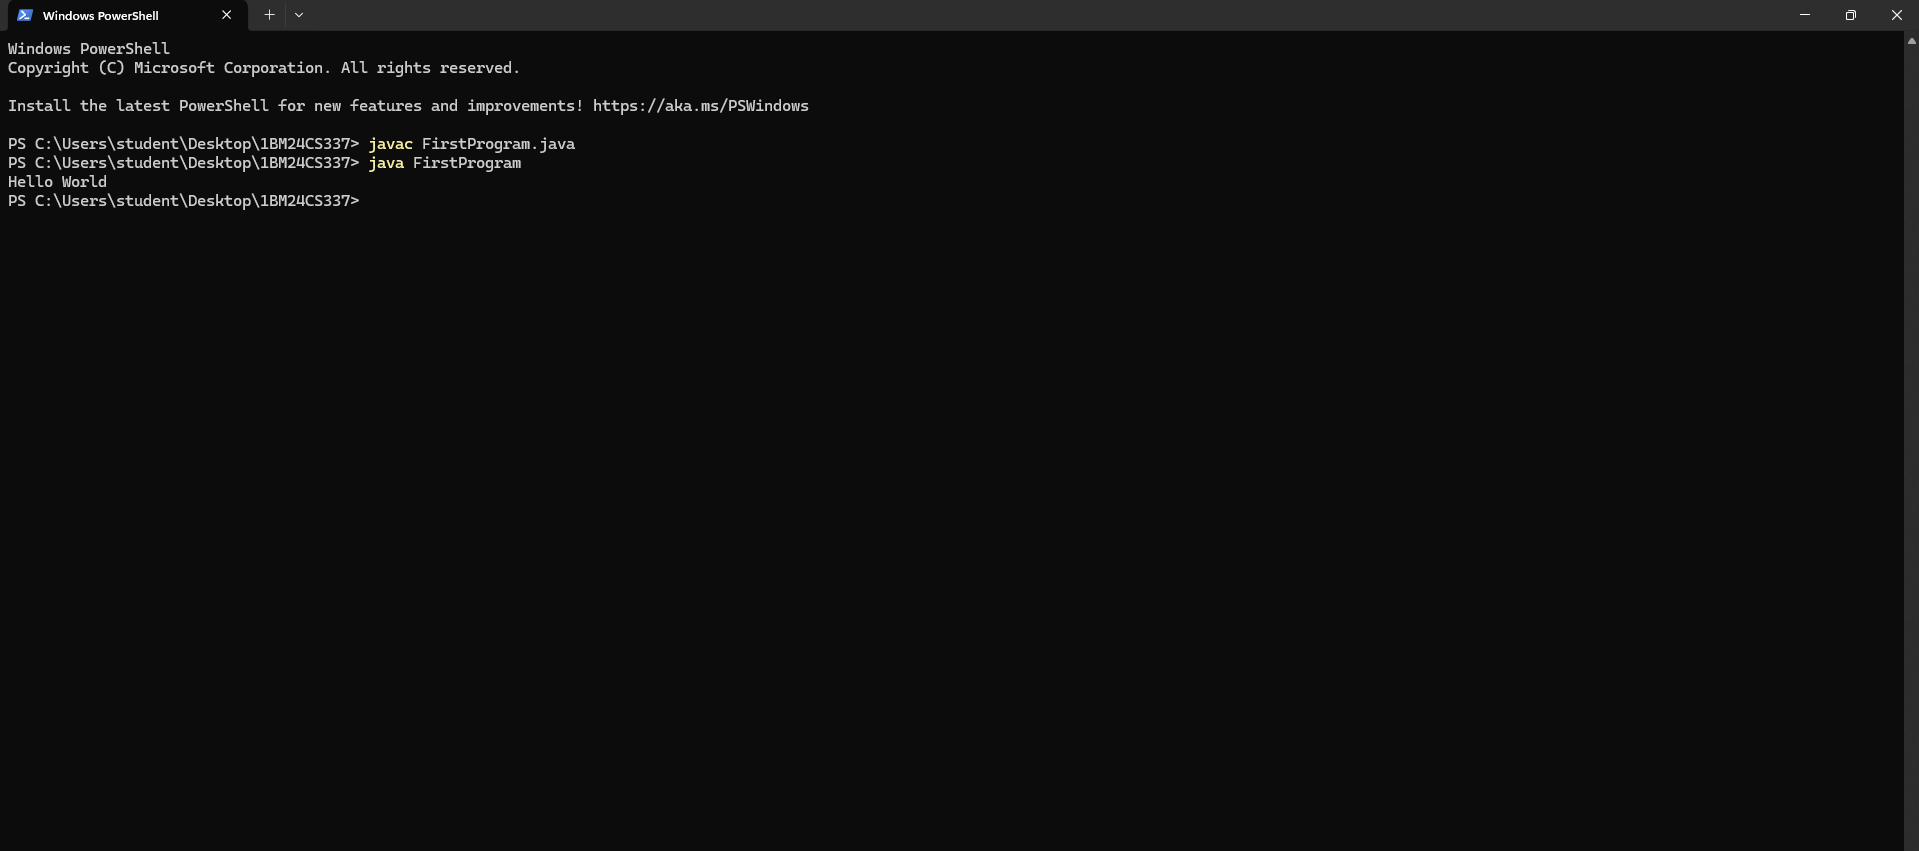 Windows PowerShell
Windows PowerShell
Copyright (C) Microsoft Corporation. All rights reserved.
Install the latest PowerShell for new features and improvements! https://aka.ms/PSWindows
PS C:\Users\student\Desktop\1BM24CS337> javac FirstProgram.java
PS C:\Users\student\Desktop\1BM24CS337> java FirstProgram
Hello World
PS C:\Users\student\Desktop\1BM24CS337>